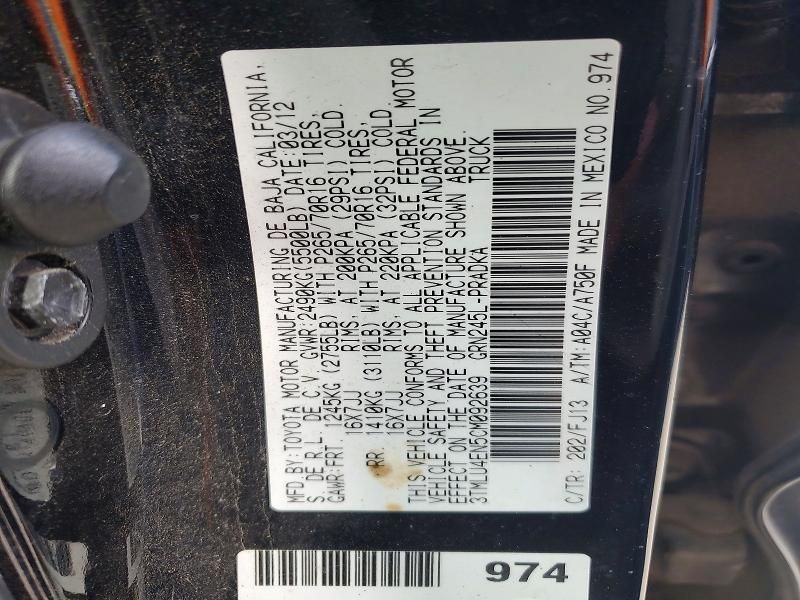 MFD BY:TOYOTA MOTOR MANUFACTURING DE BAJA CALIFORNIA,
S. DE R.L. DE C.V. GVWR:2490KG(5500LB) DATE:03/12
GAWR:FRT. 1245KG (2755LB) WITH P265/70R16 TIRES,
16X7JJ RIMS, AT 200kPA (29PSI) COLD.
RR. 1410KG (3110LB) WITH P265/70R16 TIRES,
16X7JJ RIMS, AT 220kPA (32PSI) COLD.
THIS VEHICLE CONFORMS TO ALL APPLICABLE FEDERAL MOTOR
VEHICLE SAFETY AND THEFT PREVENTION STANDARDS IN
EFFECT ON THE DATE OF MANUFACTURE SHOWN ABOVE.
3TMLU4EN5CM092639 GRN245L-PRADKA TRUCK
C/TR: 202/FJ13 A/TM:A04C/A750F MADE IN MEXICO NO.974
974